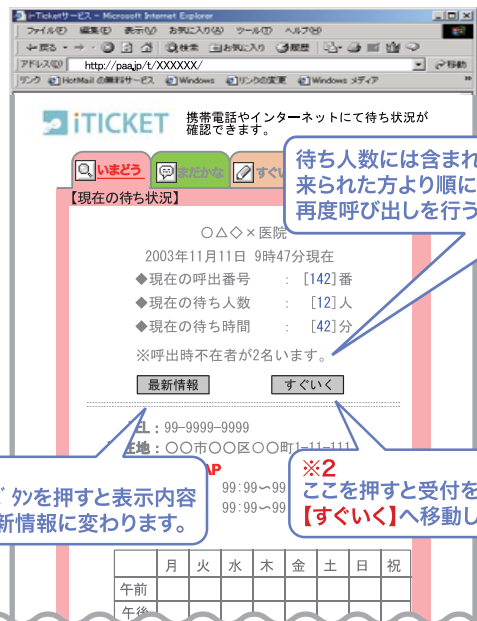 i-Ticketサービス - Microsoft Internet Explorer
ファイル(F) 編集(E) 表示(V) お気に入り(A) ツール(T) ヘルプ(H)
戻る 検索 お気に入り 履歴
アドレス(D) http://paa.jp/t/XXXXXX/ 移動
リンク HotMail の無料サービス Windows リンクの変更 Windows メディア
iTICKET 携帯電話やインターネットにて待ち状況が
確認できます。
いまどう まだかな すぐい
【現在の待ち状況】
待ち人数には含まれ
来られた方より順に
再度呼び出しを行う
○△◇×医院
2003年11月11日 9時47分現在
◆現在の呼出番号 : [142]番
◆現在の待ち人数 : [12]人
◆現在の待ち時間 : [42]分
※呼出時不在者が2名います。
最新情報 すぐいく
EL:99-9999-9999
在地:○○市○○区○○町1-11-111
AP
99:99〜99
99:99〜99
ボタンを押すと表示内容
新情報に変わります。
※2
ここを押すと受付を
【すぐいく】へ移動し
月 火 水 木 金 土 日 祝
午前
午後